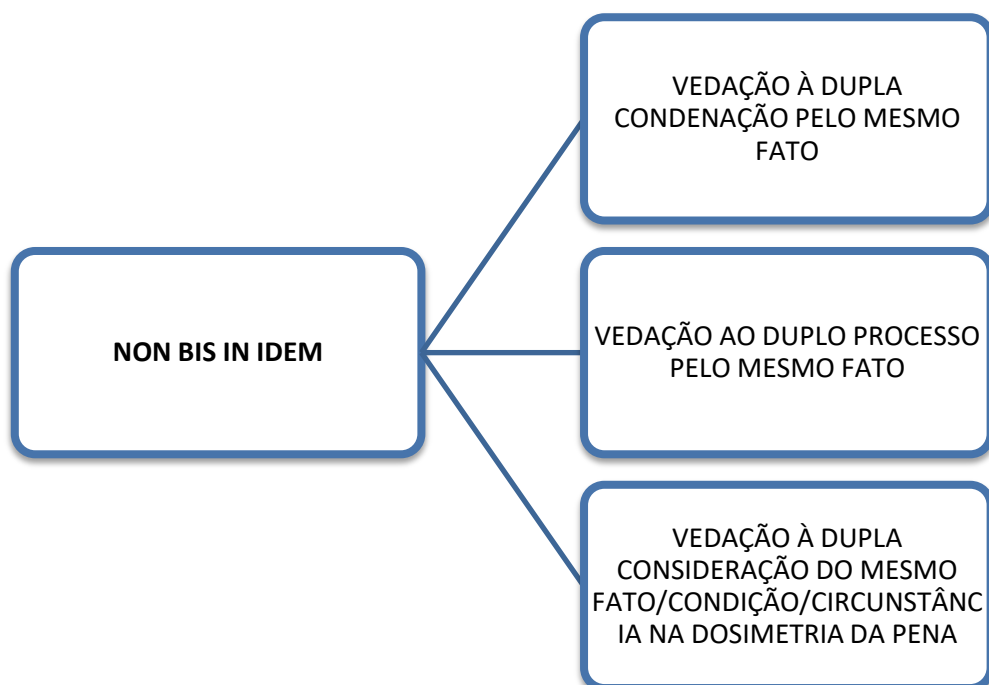 NON BIS IN IDEM
VEDAÇÃO À DUPLA
CONDENAÇÃO PELO MESMO
FATO
VEDAÇÃO AO DUPLO PROCESSO
PELO MESMO FATO
VEDAÇÃO À DUPLA
CONSIDERAÇÃO DO MESMO
FATO/CONDIÇÃO/CIRCUNSTÂNC
IA NA DOSIMETRIA DA PENA